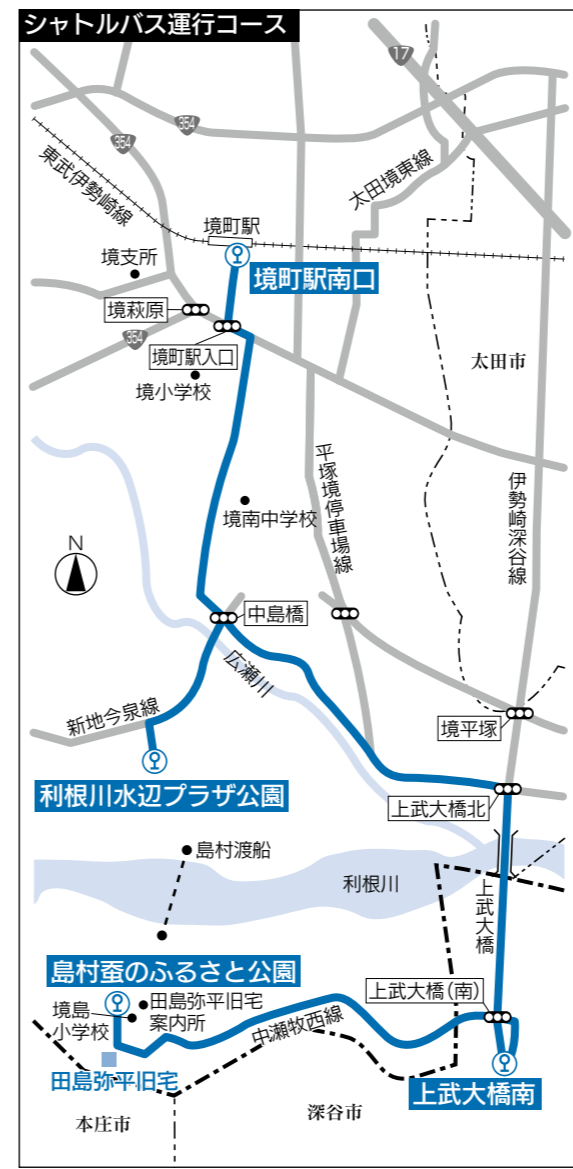 シャトルバス運行コース
17
354
354
東武伊勢崎線
太田境東線
境町駅
境支所
境町駅南口
境萩原
354
境町駅入口
太田市
境小学校
平塚境停車場線
伊勢崎深谷線
境南中学校
N
中島橋
広瀬川
新地今泉線
境平塚
利根川水辺プラザ公園
上武大橋北
島村渡船
利根川
上武大橋
島村蚕のふるさと公園
上武大橋(南)
境島
小学校
田島弥平旧宅
案内所
中瀬牧西線
田島弥平旧宅
上武大橋南
本庄市
深谷市